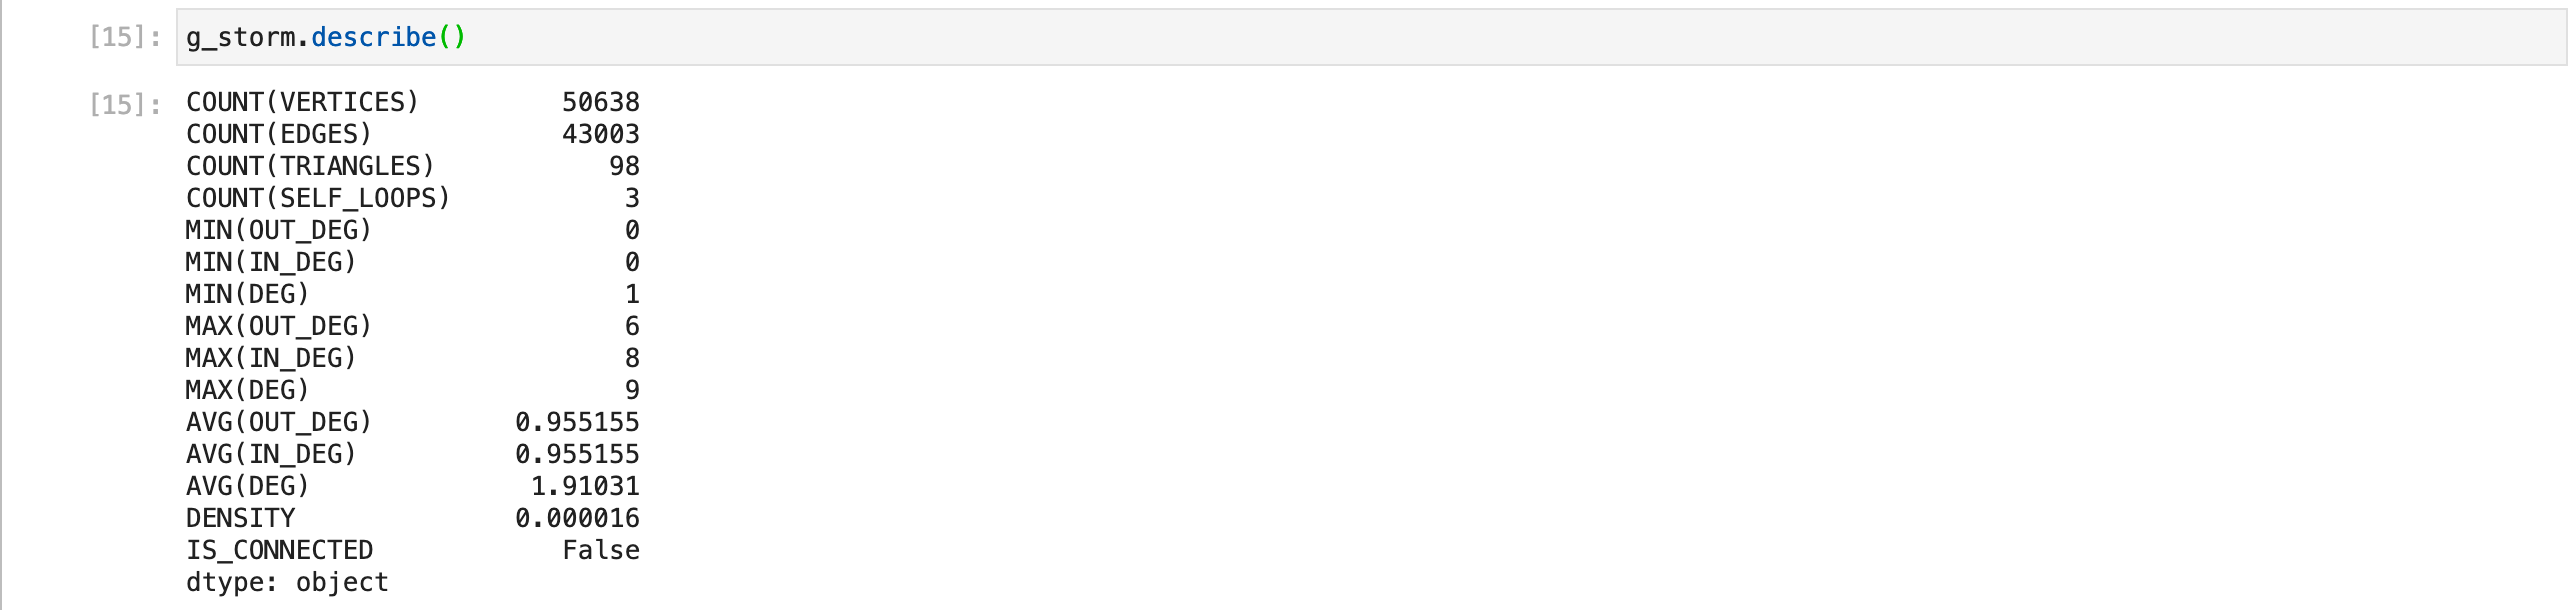 [15]: g_storm.describe()
[15]: COUNT(VERTICES) 50638
COUNT(EDGES) 43003
COUNT(TRIANGLES) 98
COUNT(SELF_LOOPS) 3
MIN(OUT_DEG) 0
MIN(IN_DEG) 0
MIN(DEG) 1
MAX(OUT_DEG) 6
MAX(IN_DEG) 8
MAX(DEG) 9
AVG(OUT_DEG) 0.955155
AVG(IN_DEG) 0.955155
AVG(DEG) 1.91031
DENSITY 0.000016
IS_CONNECTED False
dtype: object